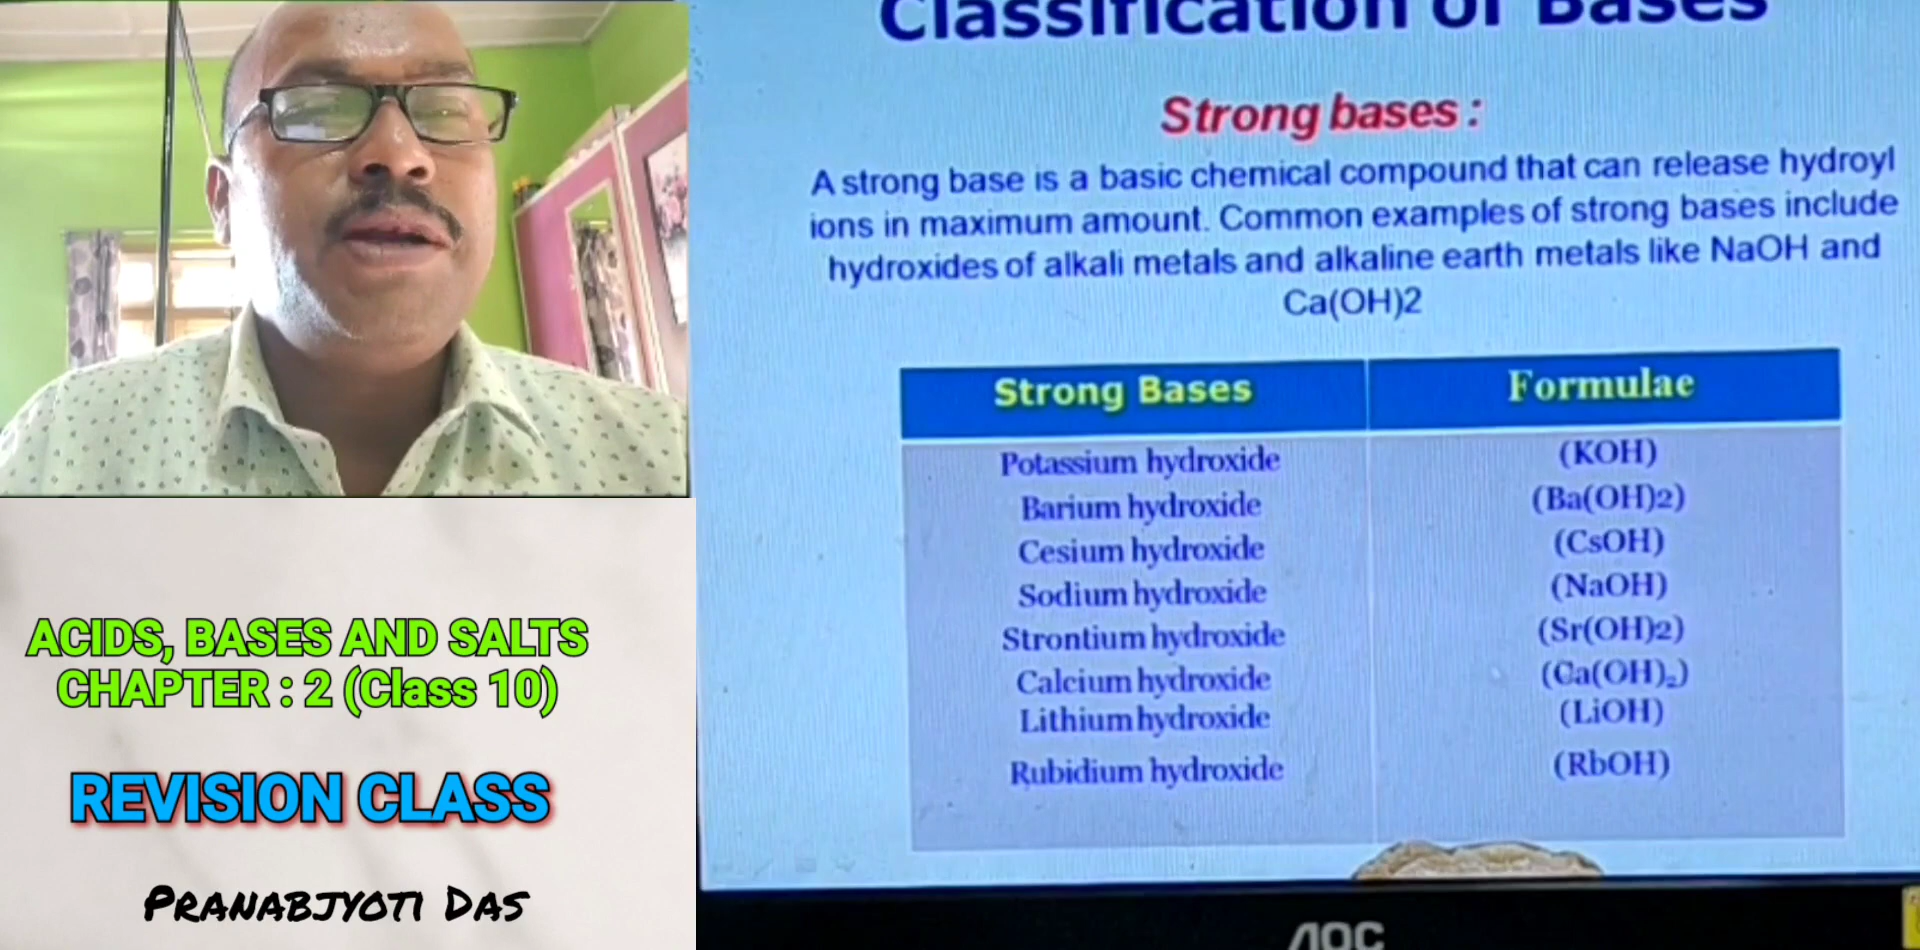 Classification of Bases
Strong bases :
A strong base is a basic chemical compound that can release hydroyl
ions in maximum amount. Common examples of strong bases include
hydroxides of alkali metals and alkaline earth metals like NaOH and
Ca(OH)2
Strong Bases Formulae
Potassium hydroxide (KOH)
Barium hydroxide (Ba(OH)2)
Cesium hydroxide (CsOH)
Sodium hydroxide (NaOH)
Strontium hydroxide (Sr(OH)2)
Calcium hydroxide (Ca(OH)₂)
Lithium hydroxide (LiOH)
Rubidium hydroxide (RbOH)
AOC
ACIDS, BASES AND SALTS
CHAPTER : 2 (Class 10)
REVISION CLASS
PRANABJYOTI DAS